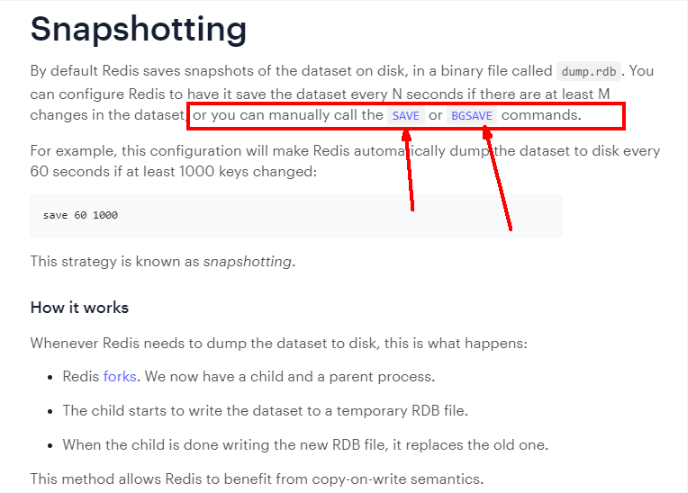 Snapshotting
By default Redis saves snapshots of the dataset on disk, in a binary file called dump.rdb. You
can configure Redis to have it save the dataset every N seconds if there are at least M
changes in the dataset, or you can manually call the SAVE or BGSAVE commands.
For example, this configuration will make Redis automatically dump the dataset to disk every
60 seconds if at least 1000 keys changed:
save 60 1000
This strategy is known as snapshotting.
How it works
Whenever Redis needs to dump the dataset to disk, this is what happens:
• Redis forks. We now have a child and a parent process.
• The child starts to write the dataset to a temporary RDB file.
• When the child is done writing the new RDB file, it replaces the old one.
This method allows Redis to benefit from copy-on-write semantics.